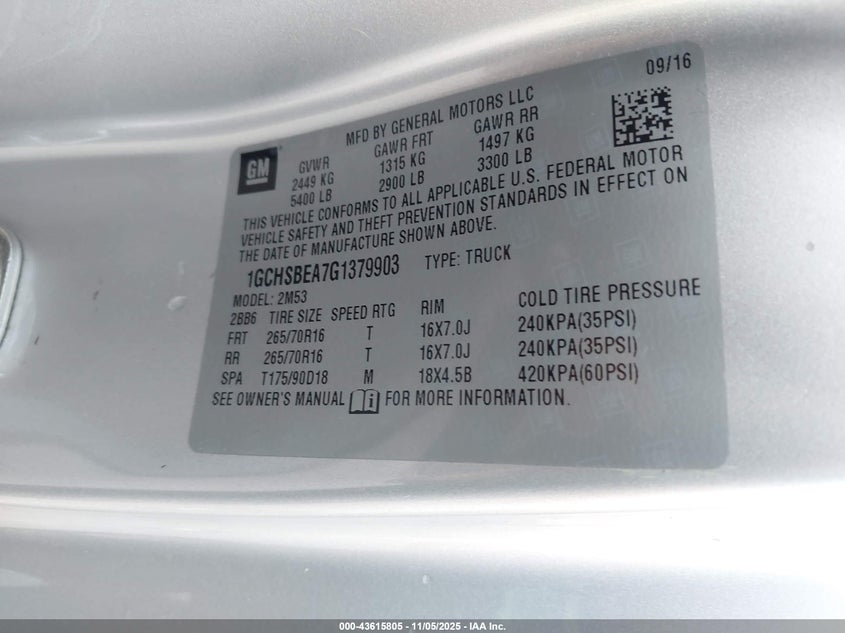 09/16
MFD BY GENERAL MOTORS LLC
GM
GVWR GAWR FRT GAWR RR
2449 KG 1315 KG 1497 KG
5400 LB 2900 LB 3300 LB
THIS VEHICLE CONFORMS TO ALL APPLICABLE U.S. FEDERAL MOTOR
VEHICLE SAFETY AND THEFT PREVENTION STANDARDS IN EFFECT ON
THE DATE OF MANUFACTURE SHOWN ABOVE.
1GCHSBEA7G1379903 TYPE: TRUCK
MODEL: 2M53
2BB6 TIRE SIZE SPEED RTG RIM COLD TIRE PRESSURE
FRT 265/70R16 T 16X7.0J 240KPA(35PSI)
RR 265/70R16 T 16X7.0J 240KPA(35PSI)
SPA T175/90D18 M 18X4.5B 420KPA(60PSI)
SEE OWNER'S MANUAL FOR MORE INFORMATION.
000-43615805 - 11/05/2025 - IAA Inc.